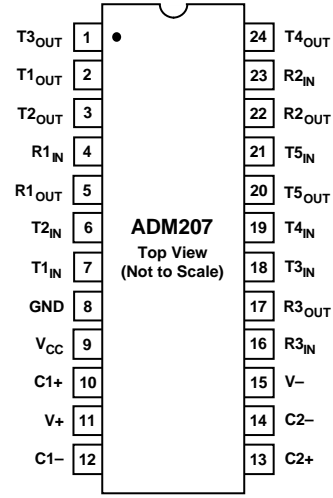 T3OUT 1 24 T4OUT
T1OUT 2 23 R2IN
T2OUT 3 22 R2OUT
R1IN 4 21 T5IN
R1OUT 5 20 T5OUT
T2IN 6 ADM207 19 T4IN
Top View
T1IN 7 (Not to Scale) 18 T3IN
GND 8 17 R3OUT
VCC 9 16 R3IN
C1+ 10 15 V–
V+ 11 14 C2–
C1– 12 13 C2+